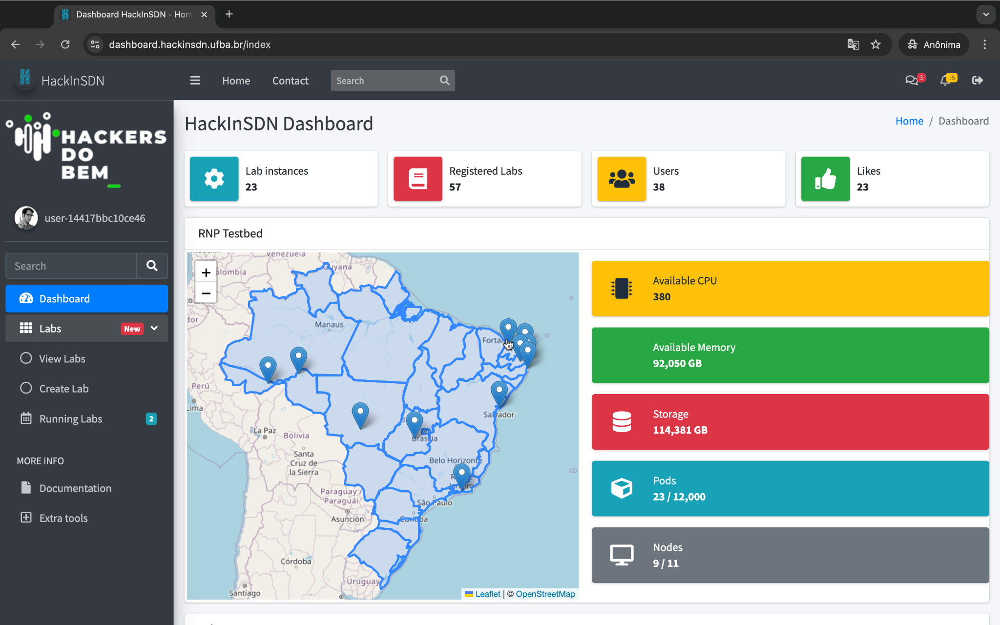 Dashboard HackInSDN - Hom
dashboard.hackinsdn.ufba.br/index
Anônima
HackInSDN
Home
Contact
Search
3
15
HACKERS
DO
BEM
user-14417bbc10ce46
Search
Dashboard
Labs
New
View Labs
Create Lab
Running Labs
2
MORE INFO
Documentation
Extra tools
HackInSDN Dashboard
Home / Dashboard
Lab instances
23
Registered Labs
57
Users
38
Likes
23
RNP Testbed
+
−
Venezuela
olombia
Guyana
dor
Manaus
Perú
Lima
La Paz
Bolivia
Santa
Cruz de
la Sierra
Salvador
Brasília
Belo Horizonte
São Paulo
Paraguay /
Paraguái
Asunción
Curitiba
Córdoba
Uruguay
Santiago
Leaflet | © OpenStreetMap
Available CPU
380
Available Memory
92,050 GB
Storage
114,381 GB
Pods
23 / 12,000
Nodes
9 / 11